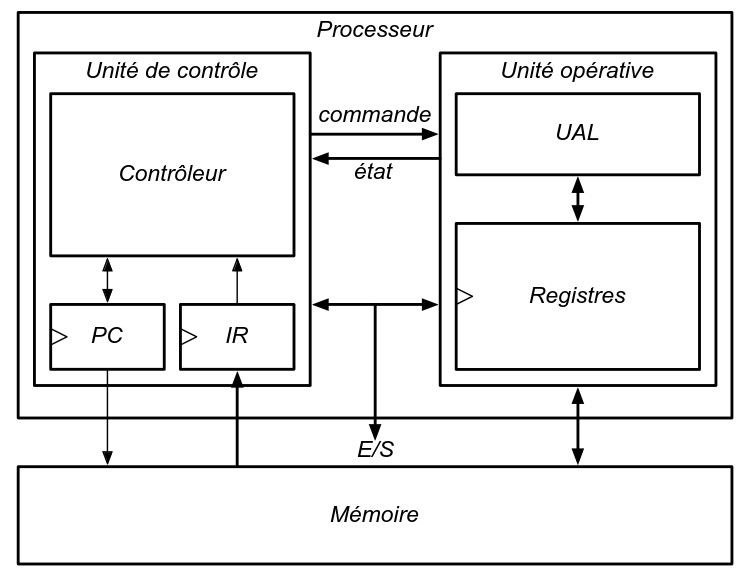 Processeur
Unité de contrôle
Unité opérative
commande
UAL
Contrôleur
état
Registres
PC
IR
E/S
Mémoire